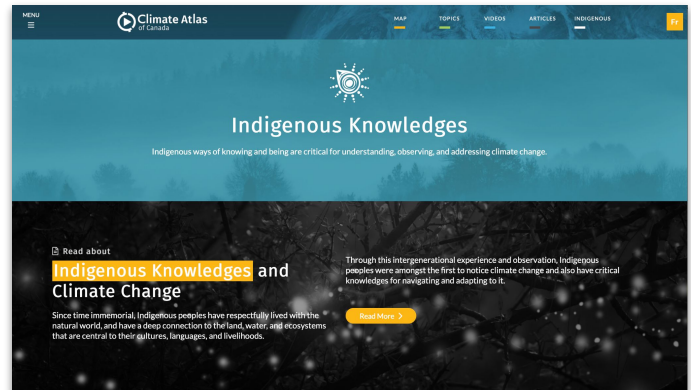 MENU
Climate Atlas
of Canada
MAP
TOPICS
VIDEOS
ARTICLES
INDIGENOUS
Fr
Indigenous Knowledges
Indigenous ways of knowing and being are critical for understanding, observing, and addressing climate change.
Read about
Indigenous Knowledges and
Climate Change
Since time immemorial, Indigenous peoples have respectfully lived with the
natural world, and have a deep connection to the land, water, and ecosystems
that are central to their cultures, languages, and livelihoods.
Through this intergenerational experience and observation, Indigenous
peoples were amongst the first to notice climate change and also have critical
knowledges for navigating and adapting to it.
Read More